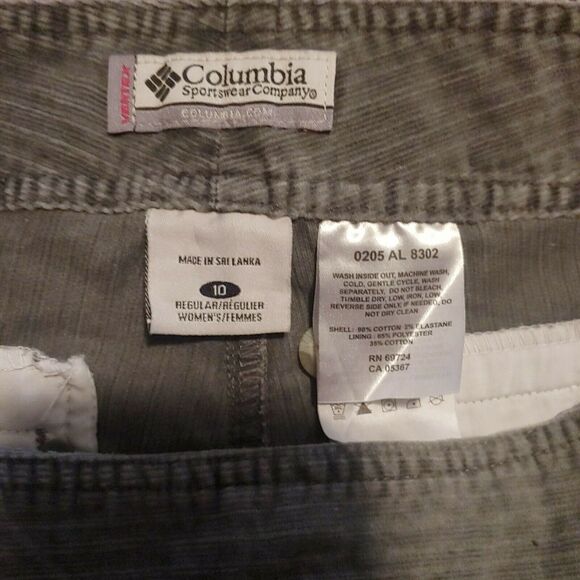 VERTEX
Columbia
Sportswear Company®
COLUMBIA.COM
MADE IN SRI LANKA
10
REGULAR/RÉGULIER
WOMEN'S/FEMMES
0205 AL 8302
WASH INSIDE OUT, MACHINE WASH,
COLD, GENTLE CYCLE, WASH
SEPARATELY, DO NOT BLEACH,
TUMBLE DRY, LOW, IRON, LOW,
REVERSE SIDE ONLY IF NEEDED, DO
NOT DRY CLEAN
SHELL: 98% COTTON 2% ELASTANE
LINING: 65% POLYESTER
35% COTTON
RN 69724
CA 05367